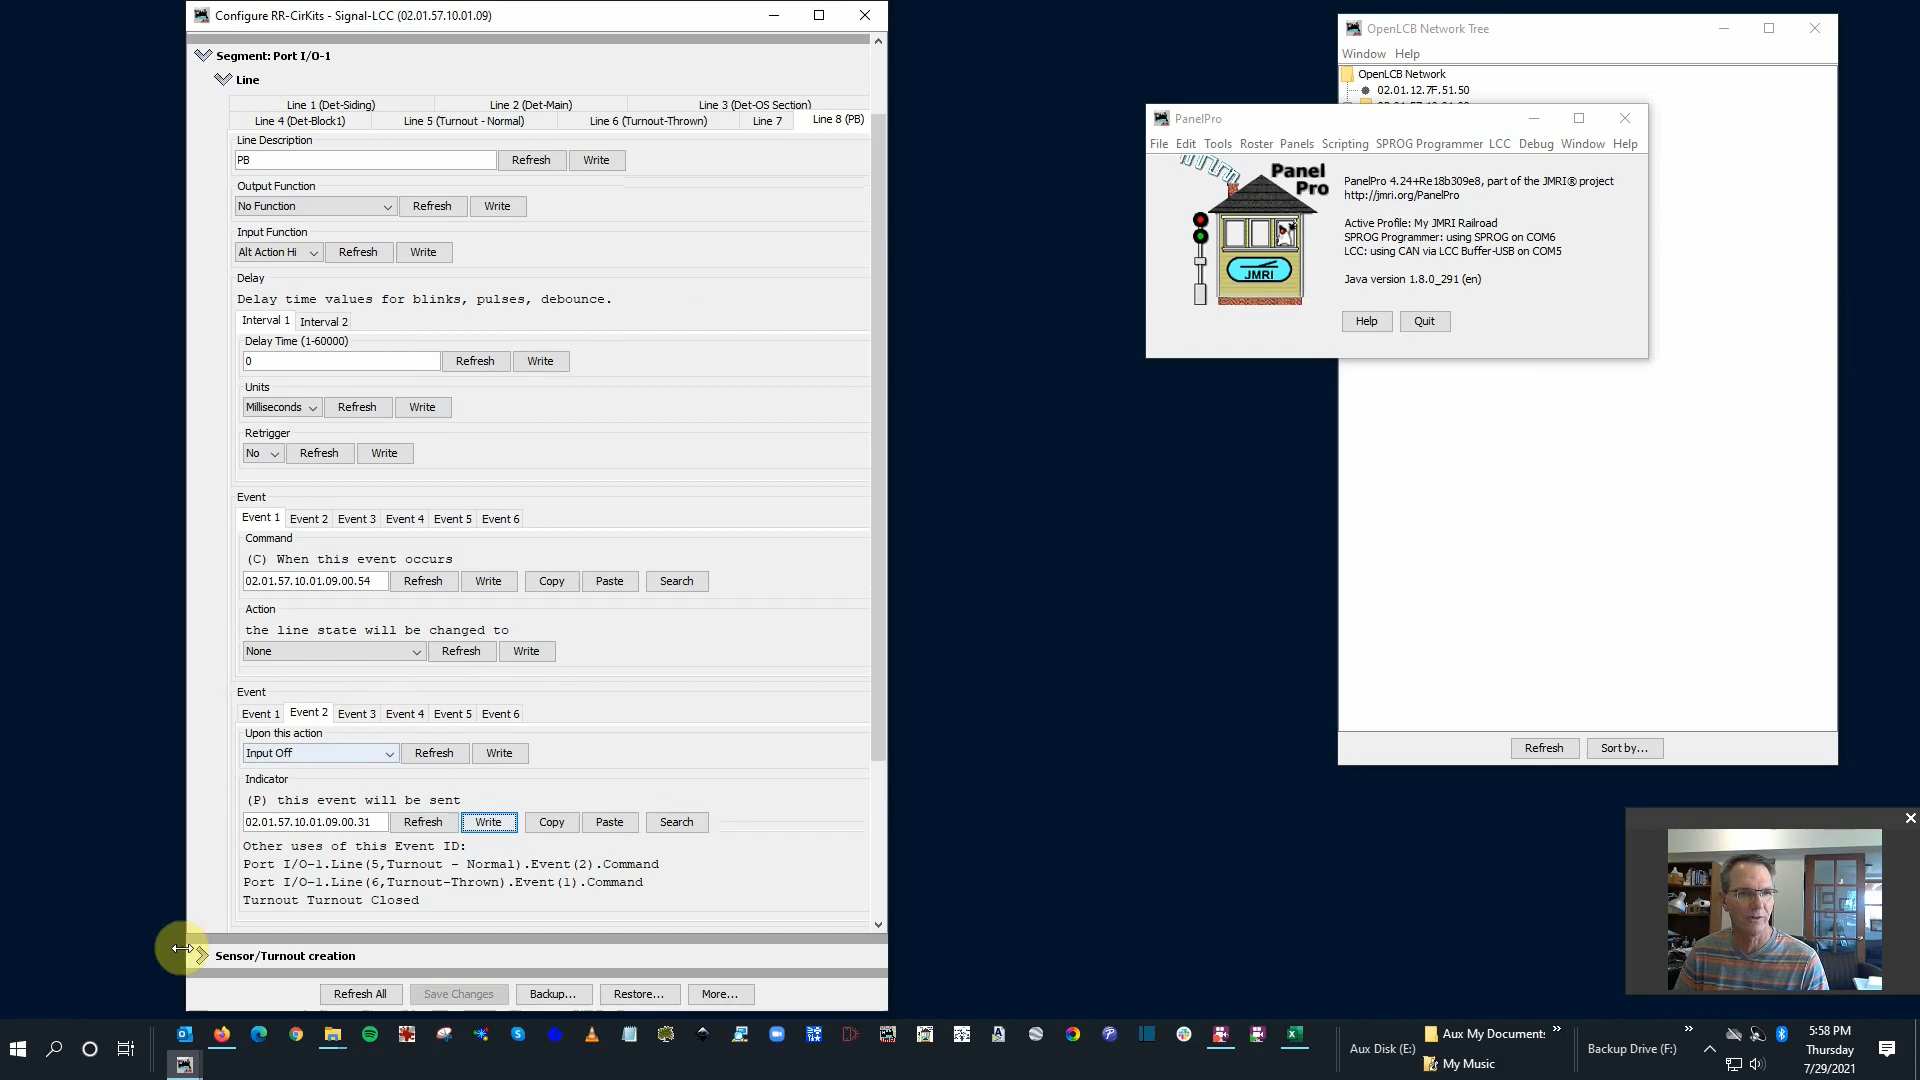 Configure RR-CirKits - Signal-LCC (02.01.57.10.01.09)
Segment: Port I/O-1
Line
Line 1 (Det-Siding) Line 2 (Det-Main) Line 3 (Det-OS Section)
Line 4 (Det-Block1) Line 5 (Turnout - Normal) Line 6 (Turnout-Thrown) Line 7 Line 8 (PB)
Line Description
PB Refresh Write
Output Function
No Function Refresh Write
Input Function
Alt Action Hi Refresh Write
Delay
Delay time values for blinks, pulses, debounce.
Interval 1 Interval 2
Delay Time (1-60000)
0 Refresh Write
Units
Milliseconds Refresh Write
Retrigger
No Refresh Write
Event
Event 1 Event 2 Event 3 Event 4 Event 5 Event 6
Command
(C) When this event occurs
02.01.57.10.01.09.00.54 Refresh Write Copy Paste Search
Action
the line state will be changed to
None Refresh Write
Event
Event 1 Event 2 Event 3 Event 4 Event 5 Event 6
Upon this action
Input Off Refresh Write
Indicator
(P) this event will be sent
02.01.57.10.01.09.00.31 Refresh Write Copy Paste Search
Other uses of this Event ID:
Port I/O-1.Line(5,Turnout - Normal).Event(2).Command
Port I/O-1.Line(6,Turnout-Thrown).Event(1).Command
Turnout Turnout Closed
Sensor/Turnout creation
Refresh All Save Changes Backup... Restore... More...
OpenLCB Network Tree
Window Help
OpenLCB Network
02.01.12.7F.51.50
PanelPro
File Edit Tools Roster Panels Scripting SPROG Programmer LCC Debug Window Help
Panel
Pro
JMRI
PanelPro 4.24+Re18b309e8, part of the JMRI® project
http://jmri.org/PanelPro
Active Profile: My JMRI Railroad
SPROG Programmer: using SPROG on COM6
LCC: using CAN via LCC Buffer-USB on COM5
Java version 1.8.0_291 (en)
Help Quit
Refresh Sort by...
Aux Disk (E:)
Aux My Document:
My Music
Backup Drive (F:)
5:58 PM
Thursday
7/29/2021